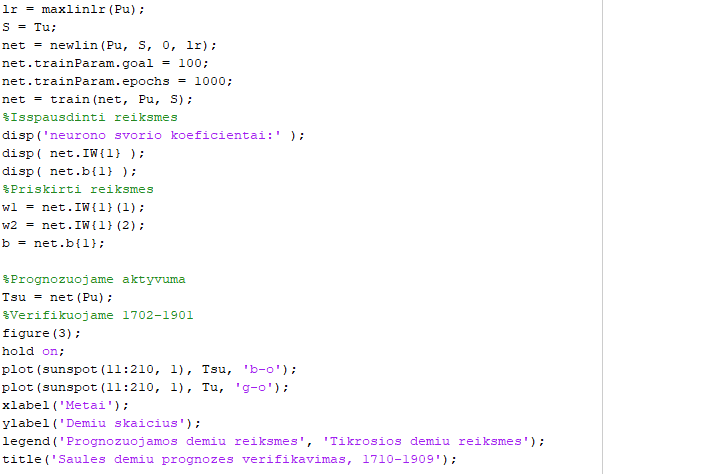 lr = maxlinlr(Pu);
S = Tu;
net = newlin(Pu, S, 0, lr);
net.trainParam.goal = 100;
net.trainParam.epochs = 1000;
net = train(net, Pu, S);
%Isspausdinti reiksmes
disp('neurono svorio koeficientai:' );
disp( net.IW{1} );
disp( net.b{1} );
%Priskirti reiksmes
w1 = net.IW{1}(1);
w2 = net.IW{1}(2);
b = net.b{1};
%Prognozuojame aktyvuma
Tsu = net(Pu);
%Verifikuojame 1702-1901
figure(3);
hold on;
plot(sunspot(11:210, 1), Tsu, 'b-o');
plot(sunspot(11:210, 1), Tu, 'g-o');
xlabel('Metai');
ylabel('Demiu skaicius');
legend('Prognozuojamos demiu reiksmes', 'Tikrosios demiu reiksmes');
title('Saules demiu prognozes verifikavimas, 1710-1909');